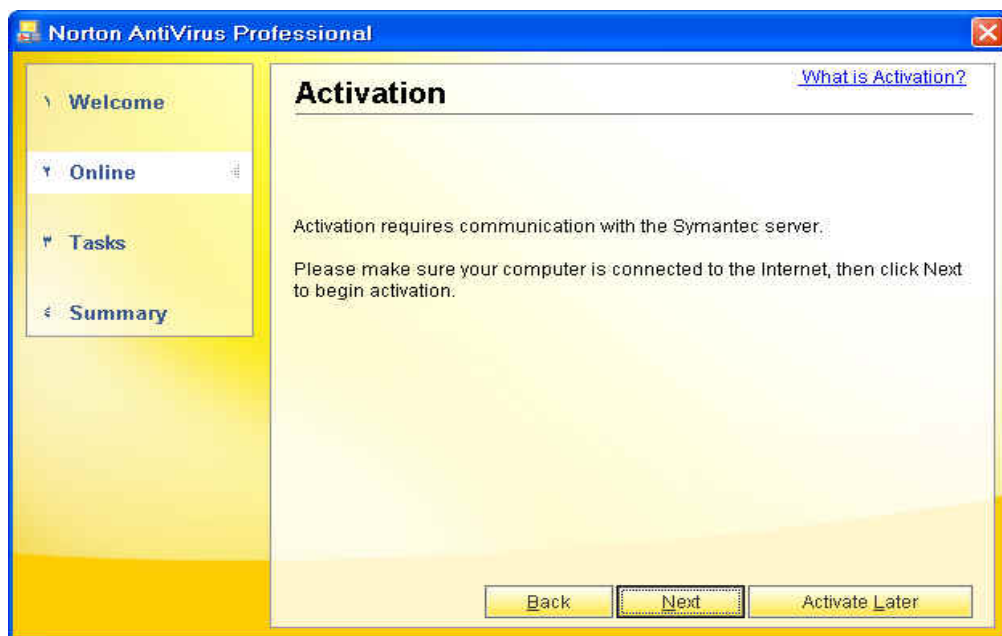 Norton AntiVirus Professional
١ Welcome
٢ Online
٣ Tasks
٤ Summary
What is Activation?
Activation
Activation requires communication with the Symantec server.
Please make sure your computer is connected to the Internet, then click Next
to begin activation.
Back
Next
Activate Later